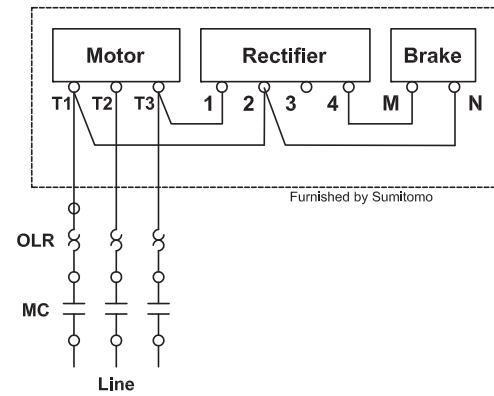 Motor Rectifier Brake
T1 T2 T3 1 2 3 4 M N
Furnished by Sumitomo
OLR
MC
Line